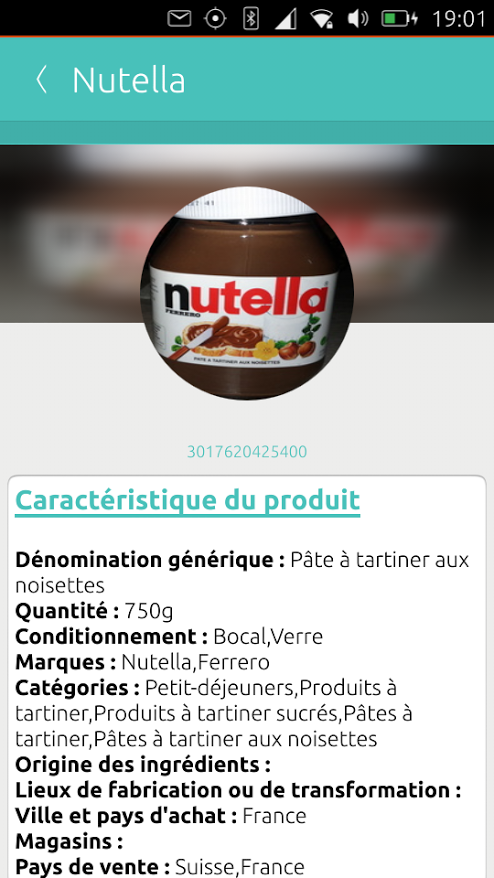 19:01
Nutella
nutella
FERRERO
PATE A TARTINER AUX NOISETTES
3017620425400
Caractéristique du produit
Dénomination générique : Pâte à tartiner aux
noisettes
Quantité : 750g
Conditionnement : Bocal,Verre
Marques : Nutella,Ferrero
Catégories : Petit-déjeuners,Produits à
tartiner,Produits à tartiner sucrés,Pâtes à
tartiner,Pâtes à tartiner aux noisettes
Origine des ingrédients :
Lieux de fabrication ou de transformation :
Ville et pays d'achat : France
Magasins :
Pays de vente : Suisse,France